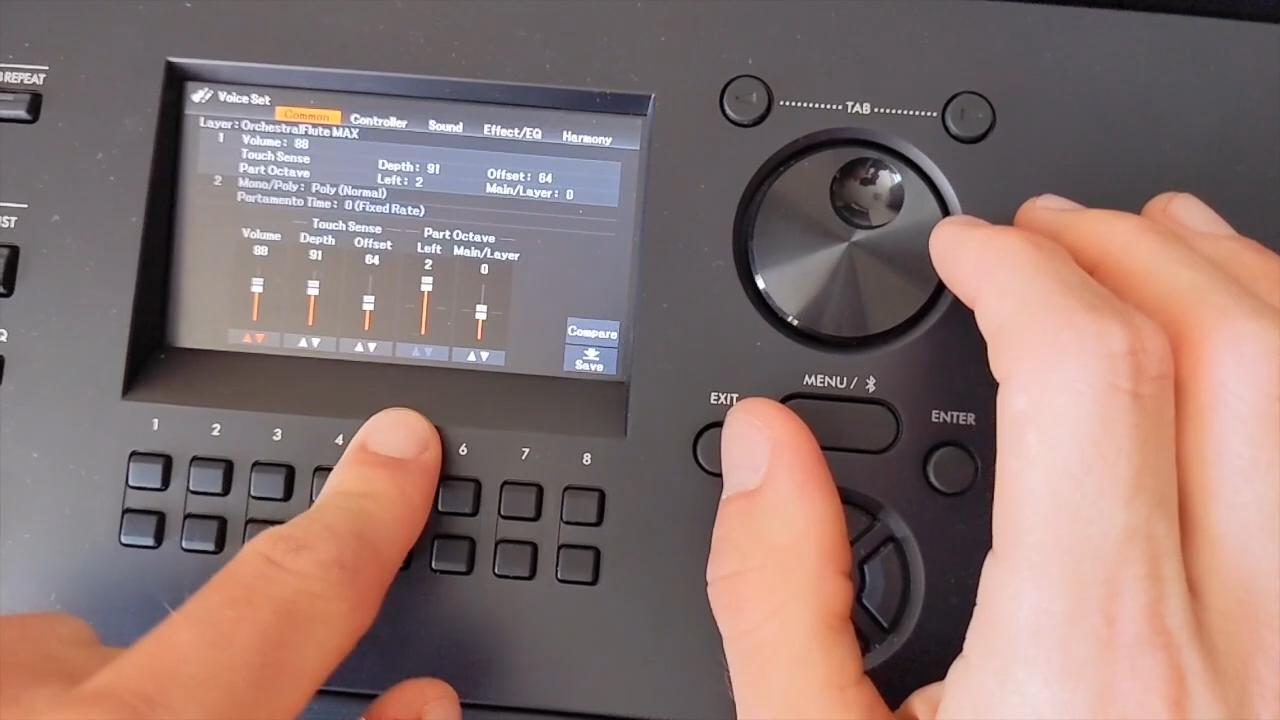 3 REPEAT
Voice Set
Common Controller Sound Effect/EQ Harmony
Layer: OrchestralFlute MAX
1 Volume: 88
Touch Sense Depth: 91 Offset: 64
Part Octave Left: 2 Main/Layer: 0
2 Mono/Poly: Poly (Normal)
Portamento Time: 0 (Fixed Rate)
Touch Sense Part Octave
Volume Depth Offset Left Main/Layer
88 91 64 2 0
Compare
Save
TAB
MENU /
EXIT
ENTER
1 2 3 4 6 7 8